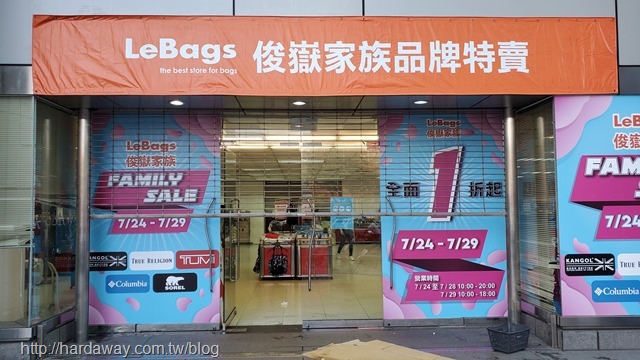 LeBags
the best store for bags
俊嶽家族品牌特賣
LeBags
俊嶽家族
FAMILY
SALE
7/24 – 7/29
KANGOL
TRUE RELIGION
TUMI
Columbia
SOREL
LeBags
俊嶽家族
全面1折起
7/24 – 7/29
營業時間
7/24 至 7/28 10:00 - 20:00
7/29 10:00 - 18:00
LeBags
俊嶽家族
FAMILY
7/24
KANGOL
TRUE
Columbia
http://hardaway.com.tw/blog